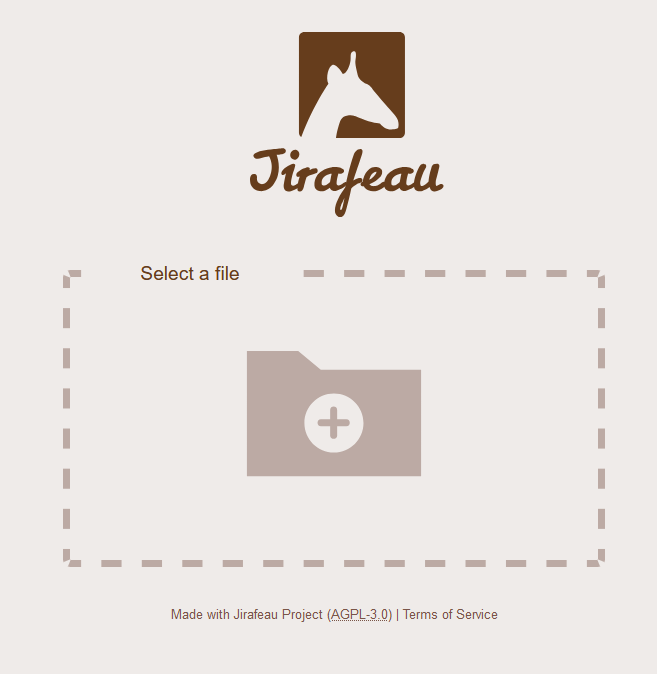 Jirafeau
Select a file
Made with Jirafeau Project (AGPL-3.0) | Terms of Service